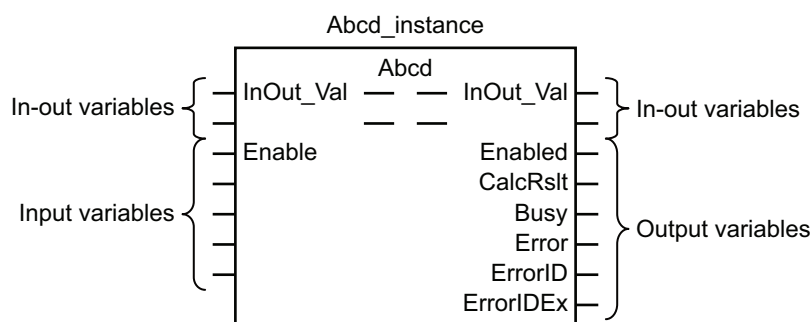 Abcd_instance
Abcd
In-out variables
InOut_Val
InOut_Val
In-out variables
Enable
Enabled
CalcRslt
Input variables
Busy
Output variables
Error
ErrorID
ErrorIDEx